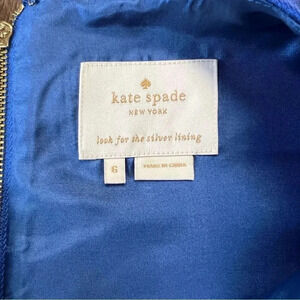 kate spade
NEW YORK
look for the silver lining
6
MADE IN CHINA